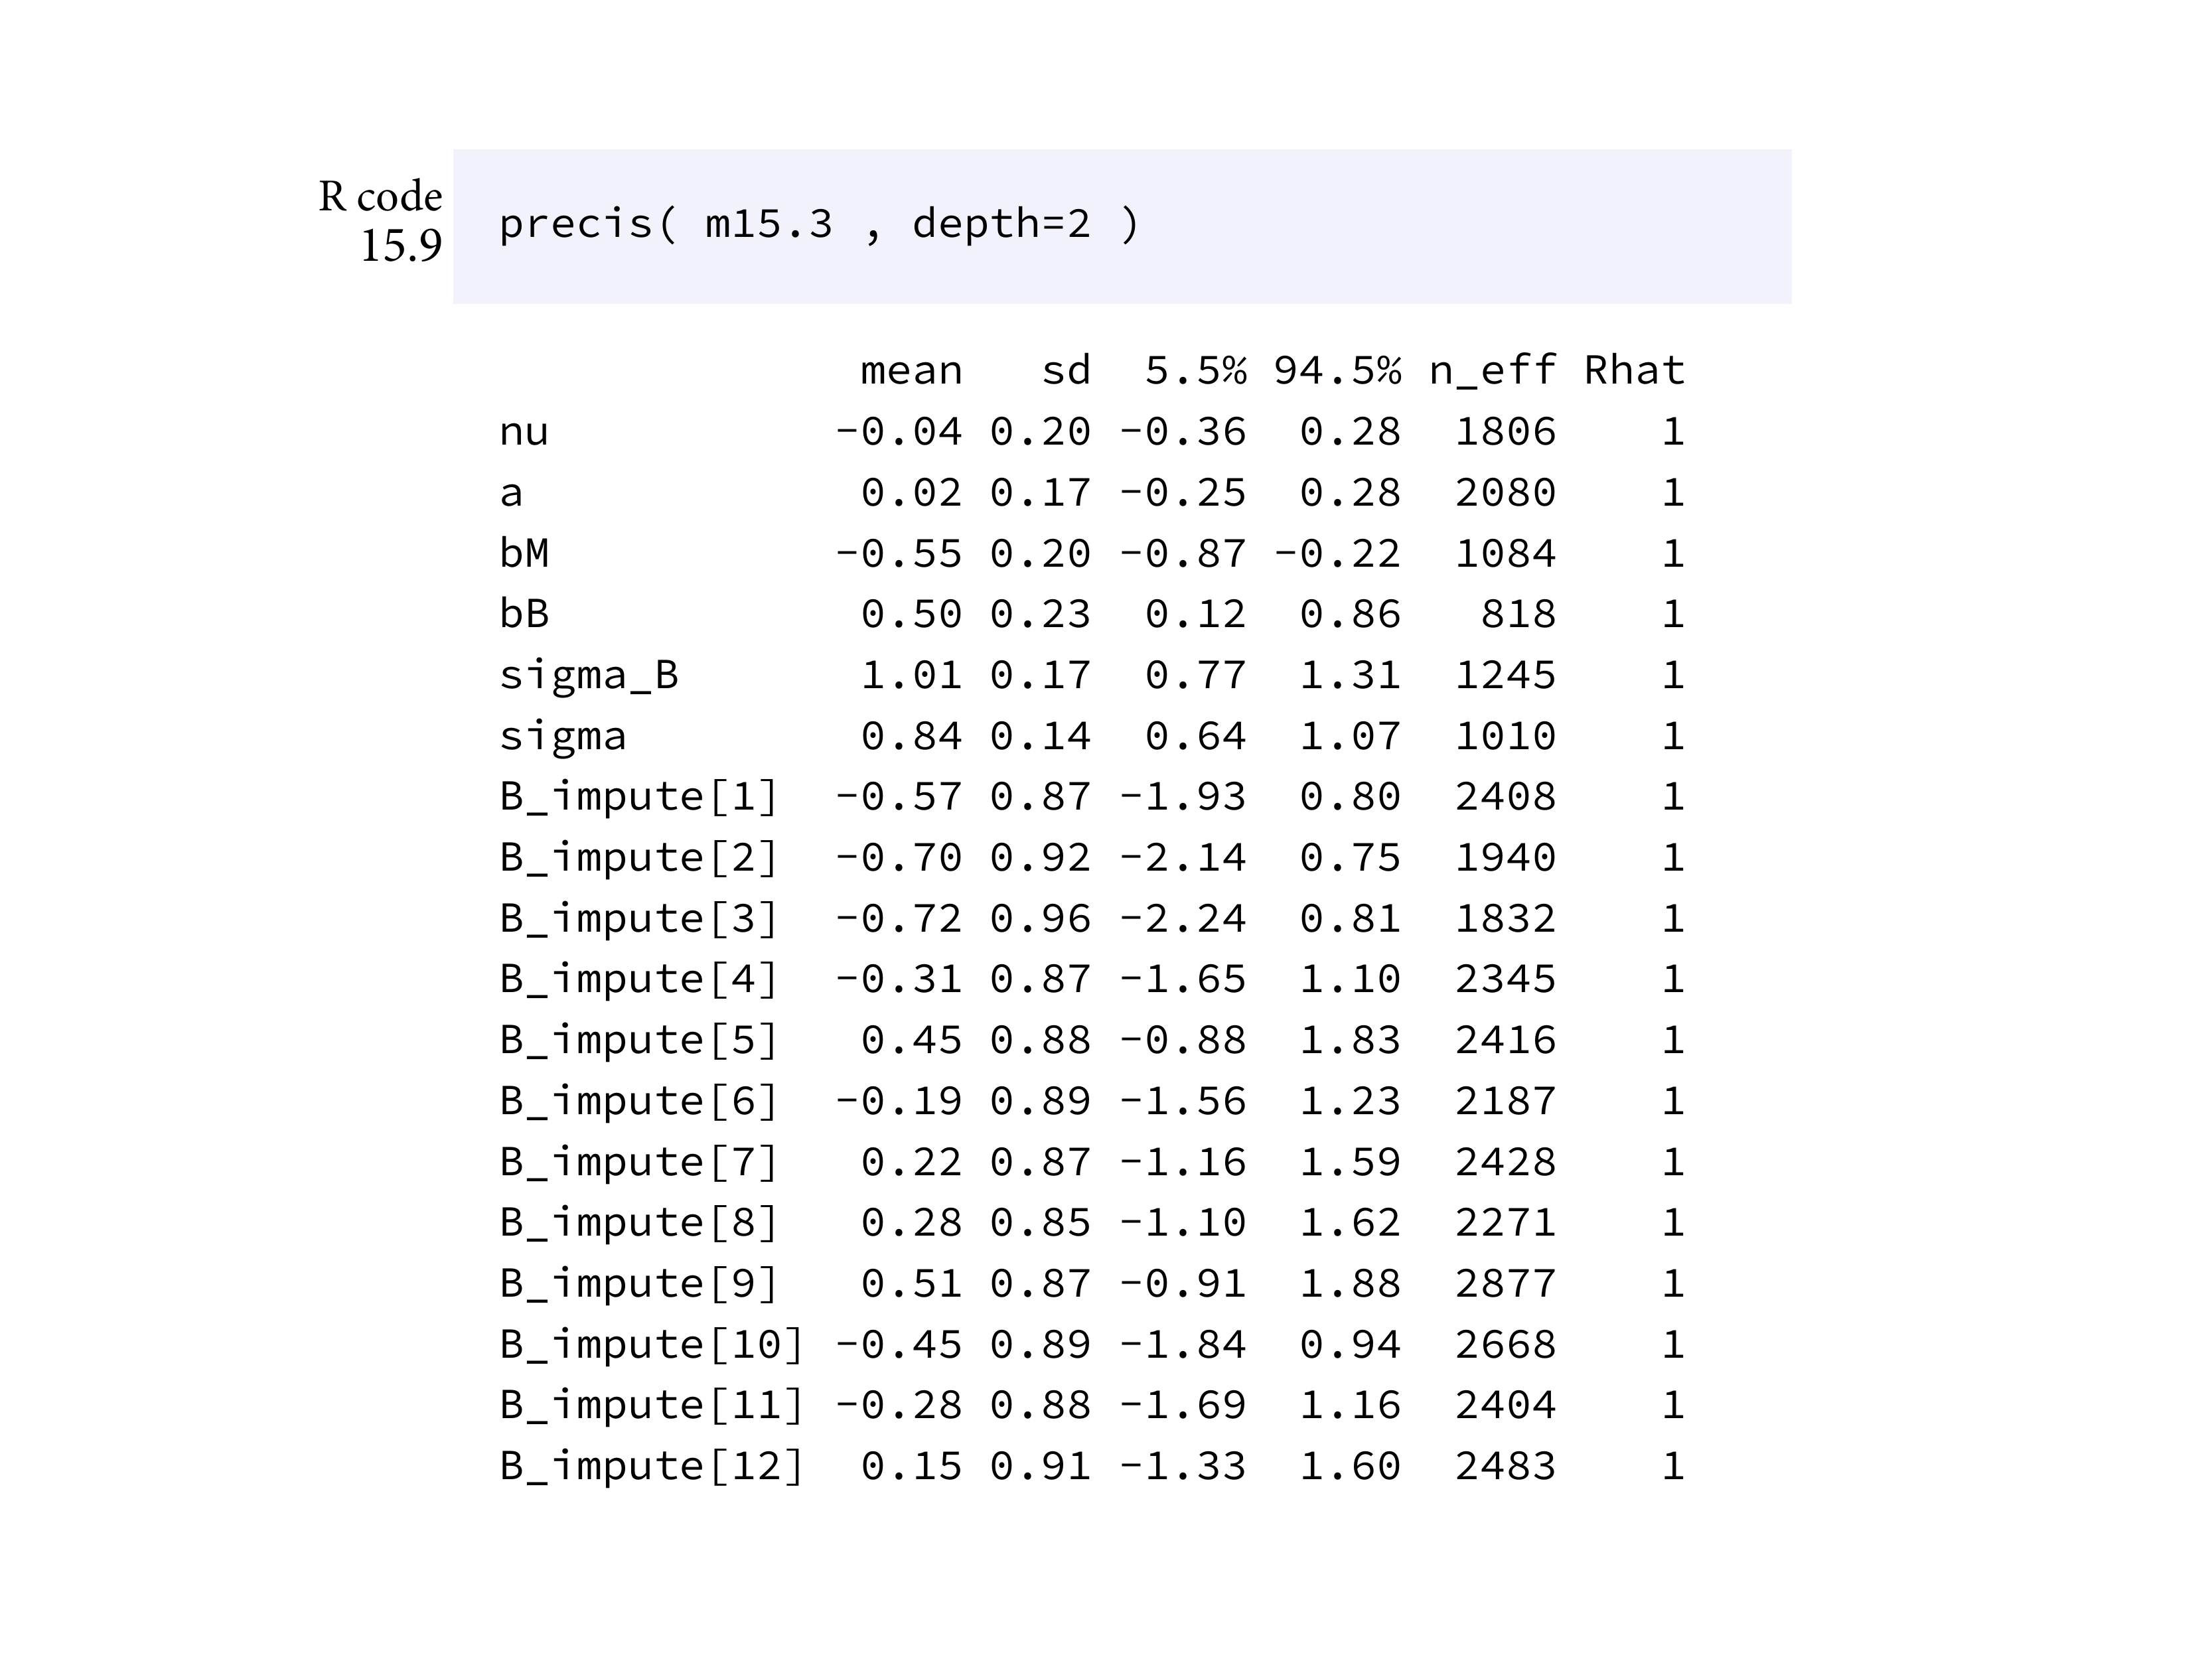 R code
15.9
precis( m15.3 , depth=2 )
mean sd 5.5% 94.5% n_eff Rhat
nu −0.04 0.20 −0.36 0.28 1806 1
a 0.02 0.17 −0.25 0.28 2080 1
bM −0.55 0.20 −0.87 −0.22 1084 1
bB 0.50 0.23 0.12 0.86 818 1
sigma_B 1.01 0.17 0.77 1.31 1245 1
sigma 0.84 0.14 0.64 1.07 1010 1
B_impute[1] −0.57 0.87 −1.93 0.80 2408 1
B_impute[2] −0.70 0.92 −2.14 0.75 1940 1
B_impute[3] −0.72 0.96 −2.24 0.81 1832 1
B_impute[4] −0.31 0.87 −1.65 1.10 2345 1
B_impute[5] 0.45 0.88 −0.88 1.83 2416 1
B_impute[6] −0.19 0.89 −1.56 1.23 2187 1
B_impute[7] 0.22 0.87 −1.16 1.59 2428 1
B_impute[8] 0.28 0.85 −1.10 1.62 2271 1
B_impute[9] 0.51 0.87 −0.91 1.88 2877 1
B_impute[10] −0.45 0.89 −1.84 0.94 2668 1
B_impute[11] −0.28 0.88 −1.69 1.16 2404 1
B_impute[12] 0.15 0.91 −1.33 1.60 2483 1